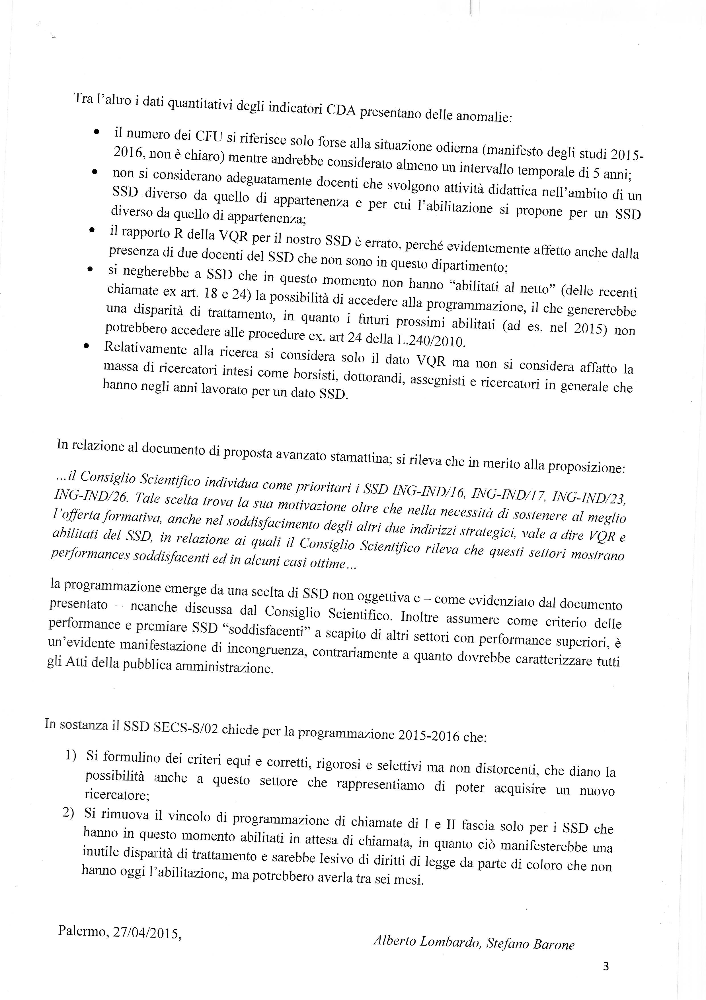 Tra l'altro i dati quantitativi degli indicatori CDA presentano delle anomalie:
• il numero dei CFU si riferisce solo forse alla situazione odierna (manifesto degli studi 2015-
2016, non è chiaro) mentre andrebbe considerato almeno un intervallo temporale di 5 anni;
• non si considerano adeguatamente docenti che svolgono attività didattica nell'ambito di un
SSD diverso da quello di appartenenza e per cui l'abilitazione si propone per un SSD
diverso da quello di appartenenza;
• il rapporto R della VQR per il nostro SSD è errato, perché evidentemente affetto anche dalla
presenza di due docenti del SSD che non sono in questo dipartimento;
• si negherebbe a SSD che in questo momento non hanno “abilitati al netto” (delle recenti
chiamate ex art. 18 e 24) la possibilità di accedere alla programmazione, il che genererebbe
una disparità di trattamento, in quanto i futuri prossimi abilitati (ad es. nel 2015) non
potrebbero accedere alle procedure ex. art 24 della L.240/2010.
• Relativamente alla ricerca si considera solo il dato VQR ma non si considera affatto la
massa di ricercatori intesi come borsisti, dottorandi, assegnisti e ricercatori in generale che
hanno negli anni lavorato per un dato SSD.
In relazione al documento di proposta avanzato stamattina; si rileva che in merito alla proposizione:
...il Consiglio Scientifico individua come prioritari i SSD ING-IND/16, ING-IND/17, ING-IND/23,
ING-IND/26. Tale scelta trova la sua motivazione oltre che nella necessità di sostenere al meglio
l'offerta formativa, anche nel soddisfacimento degli altri due indirizzi strategici, vale a dire VQR e
abilitati del SSD, in relazione ai quali il Consiglio Scientifico rileva che questi settori mostrano
performances soddisfacenti ed in alcuni casi ottime...
la programmazione emerge da una scelta di SSD non oggettiva e – come evidenziato dal documento
presentato – neanche discussa dal Consiglio Scientifico. Inoltre assumere come criterio delle
performance e premiare SSD “soddisfacenti” a scapito di altri settori con performance superiori, è
un'evidente manifestazione di incongruenza, contrariamente a quanto dovrebbe caratterizzare tutti
gli Atti della pubblica amministrazione.
In sostanza il SSD SECS-S/02 chiede per la programmazione 2015-2016 che:
1) Si formulino dei criteri equi e corretti, rigorosi e selettivi ma non distorcenti, che diano la
possibilità anche a questo settore che rappresentiamo di poter acquisire un nuovo
ricercatore;
2) Si rimuova il vincolo di programmazione di chiamate di I e II fascia solo per i SSD che
hanno in questo momento abilitati in attesa di chiamata, in quanto ciò manifesterebbe una
inutile disparità di trattamento e sarebbe lesivo di diritti di legge da parte di coloro che non
hanno oggi l'abilitazione, ma potrebbero averla tra sei mesi.
Palermo, 27/04/2015,
Alberto Lombardo, Stefano Barone
3